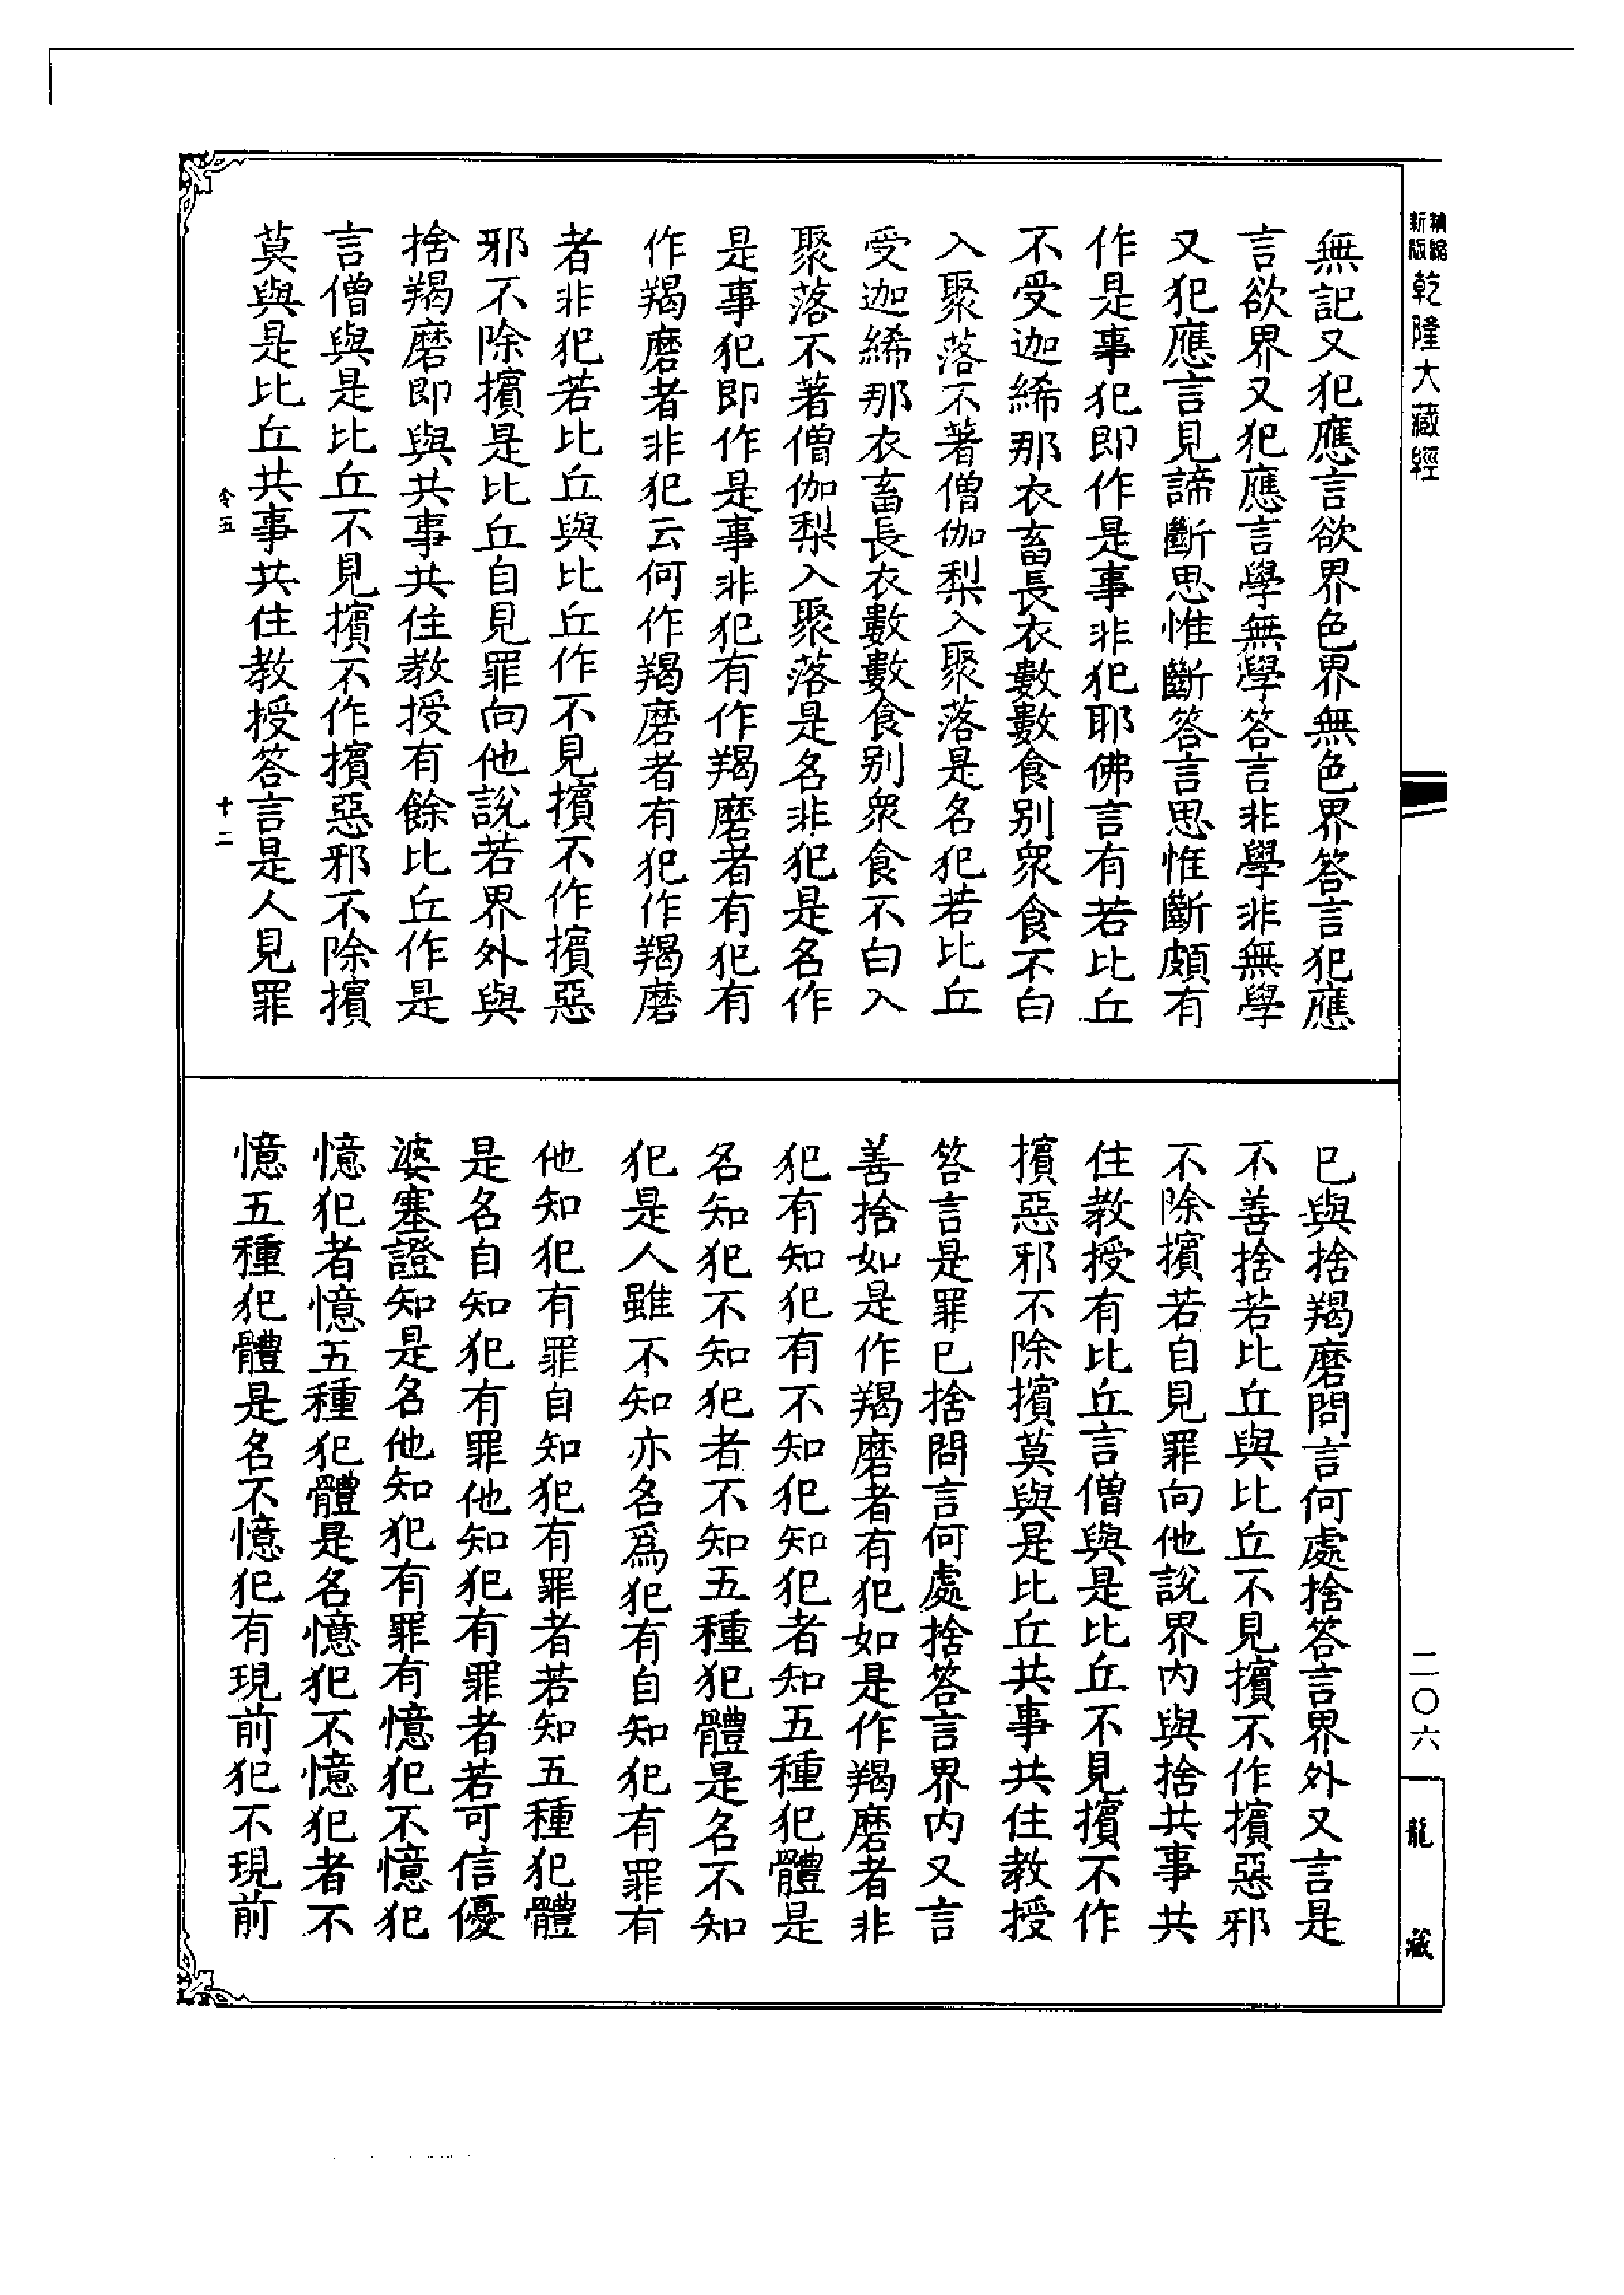 新版 精縮 乾隆大藏經
無記又犯應言欲界色界無色界答言犯應
言欲界又犯應言學無學答言非學非無學
又犯應言見諦斷思惟斷答言思惟斷頗有
作是事犯即作是事非犯耶佛言有若比丘
不受迦絺那衣畜長衣數數食别衆食不白
入聚落不著僧伽梨入聚落是名犯若比丘
受迦絺那衣畜長衣數數食别衆食不白入
聚落不著僧伽梨入聚落是名非犯是名作
是事犯即作是事非犯有作羯磨者有犯有
作羯磨者非犯云何作羯磨者有犯作羯磨
者非犯若比丘與比丘作不見擯不作擯惡
邪不除擯是比丘自見罪向他說若界外與
捨羯磨即與共事共住教授有餘比丘作是
言僧與是比丘不見擯不作擯惡邪不除擯
莫與是比丘共事共住教授答言是人見罪
令五 十二
已與捨羯磨問言何處捨答言界外又言是
不善捨若比丘與比丘不見擯不作擯惡邪
不除擯若自見罪向他說界内與捨共事共
住教授有比丘言僧與是比丘不見擯不作
擯惡邪不除擯莫與是比丘共事共住教授
答言是罪已捨問言何處捨答言界内又言
善捨如是作羯磨者有犯如是作羯磨者非
犯有知犯有不知犯知犯者知五種犯體是
名知犯不知犯者不知五種犯體是名不知
犯是人雖不知亦名爲犯有自知犯有罪有
他知犯有罪自知犯有罪者若知五種犯體
是名自知犯有罪他知犯有罪者若可信優
婆塞證知是名他知犯有罪有憶犯不憶犯
憶犯者憶五種犯體是名憶犯不憶犯者不
憶五種犯體是名不憶犯有現前犯不現前
二〇六
龍藏